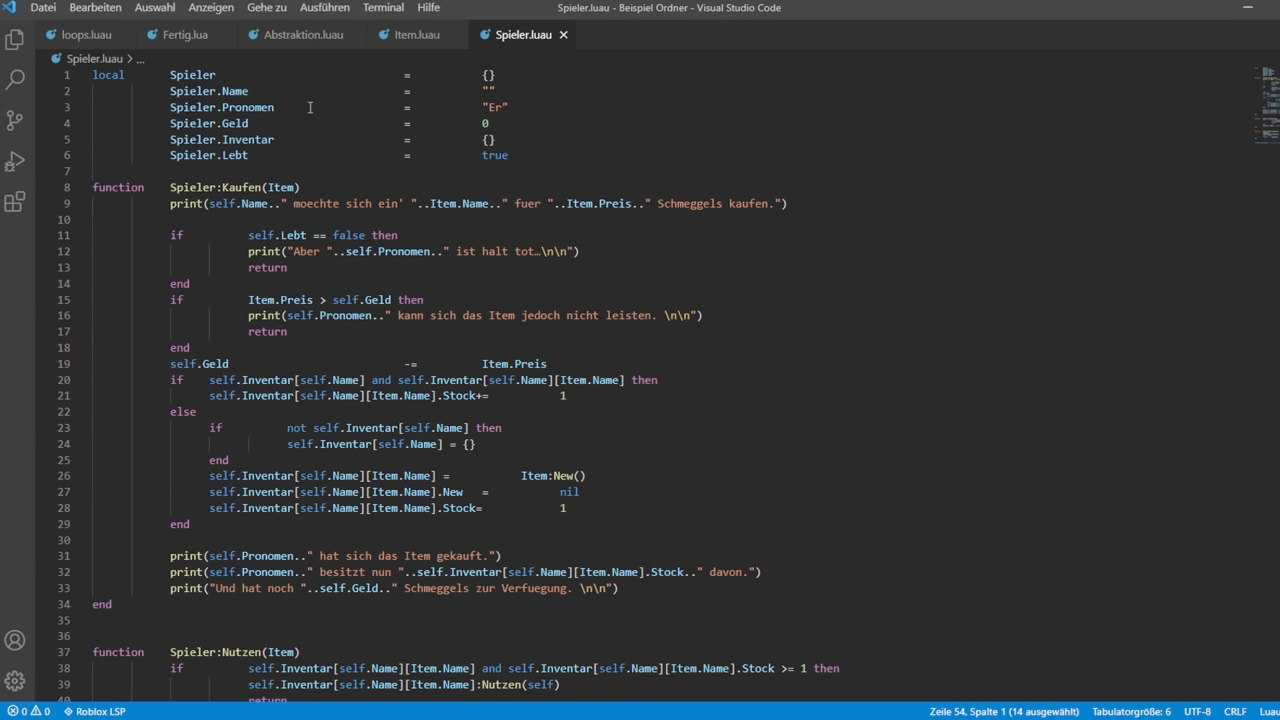 Datei Bearbeiten Auswahl Anzeigen Gehe zu Ausführen Terminal Hilfe Spieler.luau - Beispiel Ordner - Visual Studio Code
loops.luau Fertig.lua Abstraktion.luau Item.luau Spieler.luau
Spieler.luau > ...
1 local Spieler = {}
2 Spieler.Name = ""
3 Spieler.Pronomen = "Er"
4 Spieler.Geld = 0
5 Spieler.Inventar = {}
6 Spieler.Lebt = true
7
8 function Spieler:Kaufen(Item)
9 print(self.Name.." moechte sich ein' "..Item.Name.." fuer "..Item.Preis.." Schmeggels kaufen.")
10
11 if self.Lebt == false then
12 print("Aber "..self.Pronomen.." ist halt tot…\n\n")
13 return
14 end
15 if Item.Preis > self.Geld then
16 print(self.Pronomen.." kann sich das Item jedoch nicht leisten. \n\n")
17 return
18 end
19 self.Geld -= Item.Preis
20 if self.Inventar[self.Name] and self.Inventar[self.Name][Item.Name] then
21 self.Inventar[self.Name][Item.Name].Stock+= 1
22 else
23 if not self.Inventar[self.Name] then
24 self.Inventar[self.Name] = {}
25 end
26 self.Inventar[self.Name][Item.Name] = Item:New()
27 self.Inventar[self.Name][Item.Name].New = nil
28 self.Inventar[self.Name][Item.Name].Stock= 1
29 end
30
31 print(self.Pronomen.." hat sich das Item gekauft.")
32 print(self.Pronomen.." besitzt nun "..self.Inventar[self.Name][Item.Name].Stock.." davon.")
33 print("Und hat noch "..self.Geld.." Schmeggels zur Verfuegung. \n\n")
34 end
35
36
37 function Spieler:Nutzen(Item)
38 if self.Inventar[self.Name][Item.Name] and self.Inventar[self.Name][Item.Name].Stock >= 1 then
39 self.Inventar[self.Name][Item.Name]:Nutzen(self)
40 return
0 0 Roblox LSP Zeile 54, Spalte 1 (14 ausgewählt) Tabulatorgröße: 6 UTF-8 CRLF Luau